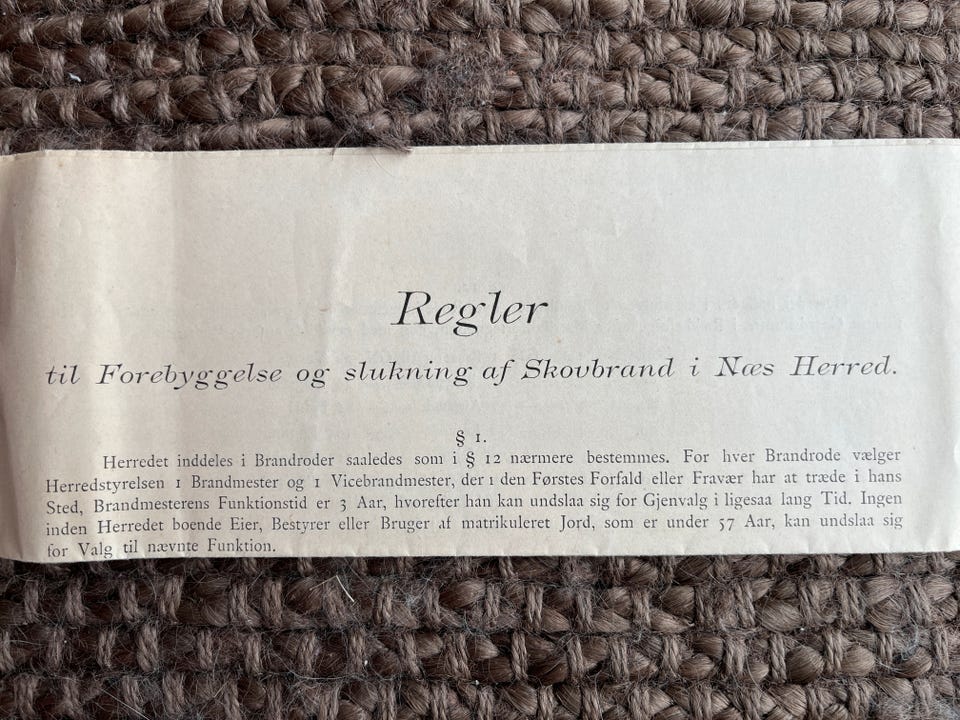 Regler
til Forebyggelse og slukning af Skovbrand i Næs Herred.
§ 1.
Herredet inddeles i Brandroder saaledes som i § 12 nærmere bestemmes. For hver Brandrode vælger
Herredstyrelsen 1 Brandmester og 1 Vicebrandmester, der i den Førstes Forfald eller Fravær har at træde i hans
Sted, Brandmesterens Funktionstid er 3 Aar, hvorefter han kan undslaa sig for Gjenvalg i ligesaa lang Tid. Ingen
inden Herredet boende Eier, Bestyrer eller Bruger af matrikuleret Jord, som er under 57 Aar, kan undslaa sig
for Valg til nævnte Funktion.